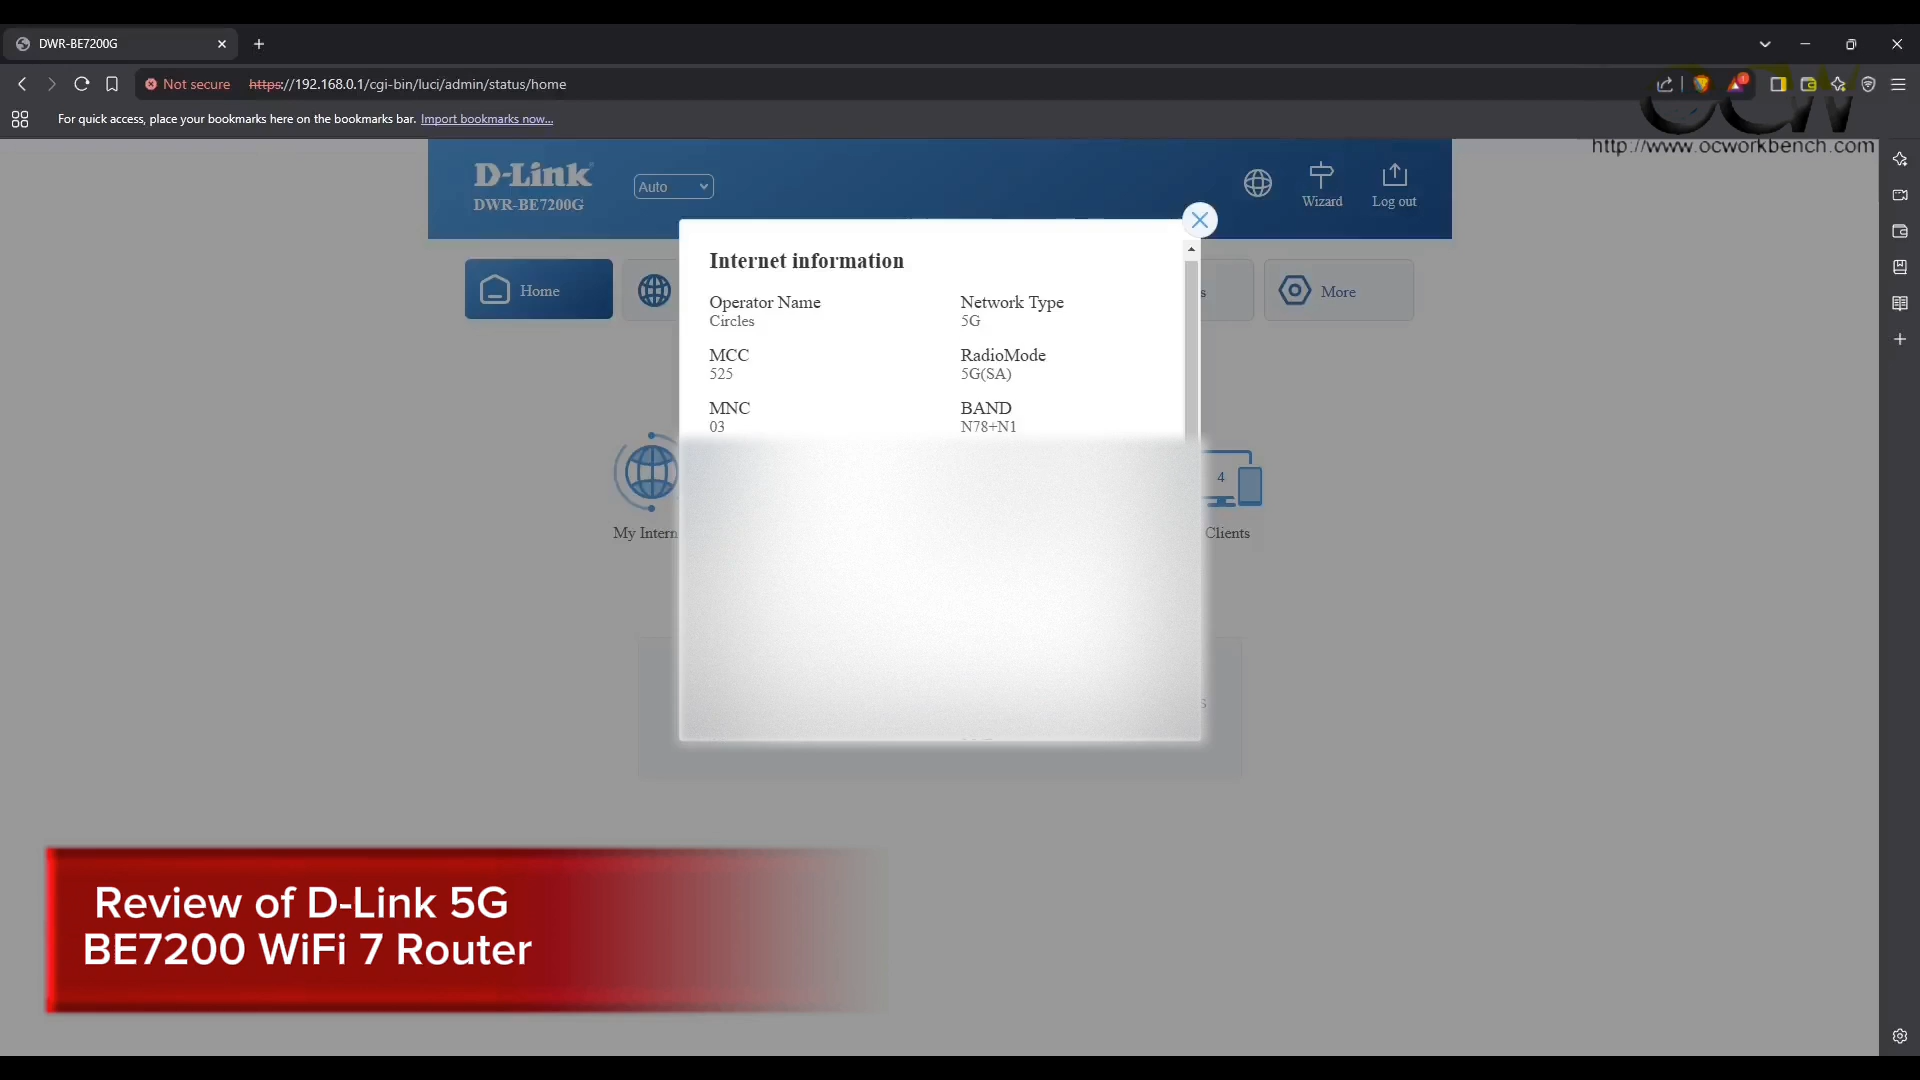 DWR-BE7200G
Not secure https://192.168.0.1/cgi-bin/luci/admin/status/home
For quick access, place your bookmarks here on the bookmarks bar. Import bookmarks now...
OCW
http://www.ocworkbench.com
D-Link
DWR-BE7200G
Auto
Wizard
Log out
Home
More
Internet information
Operator Name
Circles
Network Type
5G
MCC
525
RadioMode
5G(SA)
MNC
03
BAND
N78+N1
My Intern
4
Clients
Review of D-Link 5G
BE7200 WiFi 7 Router